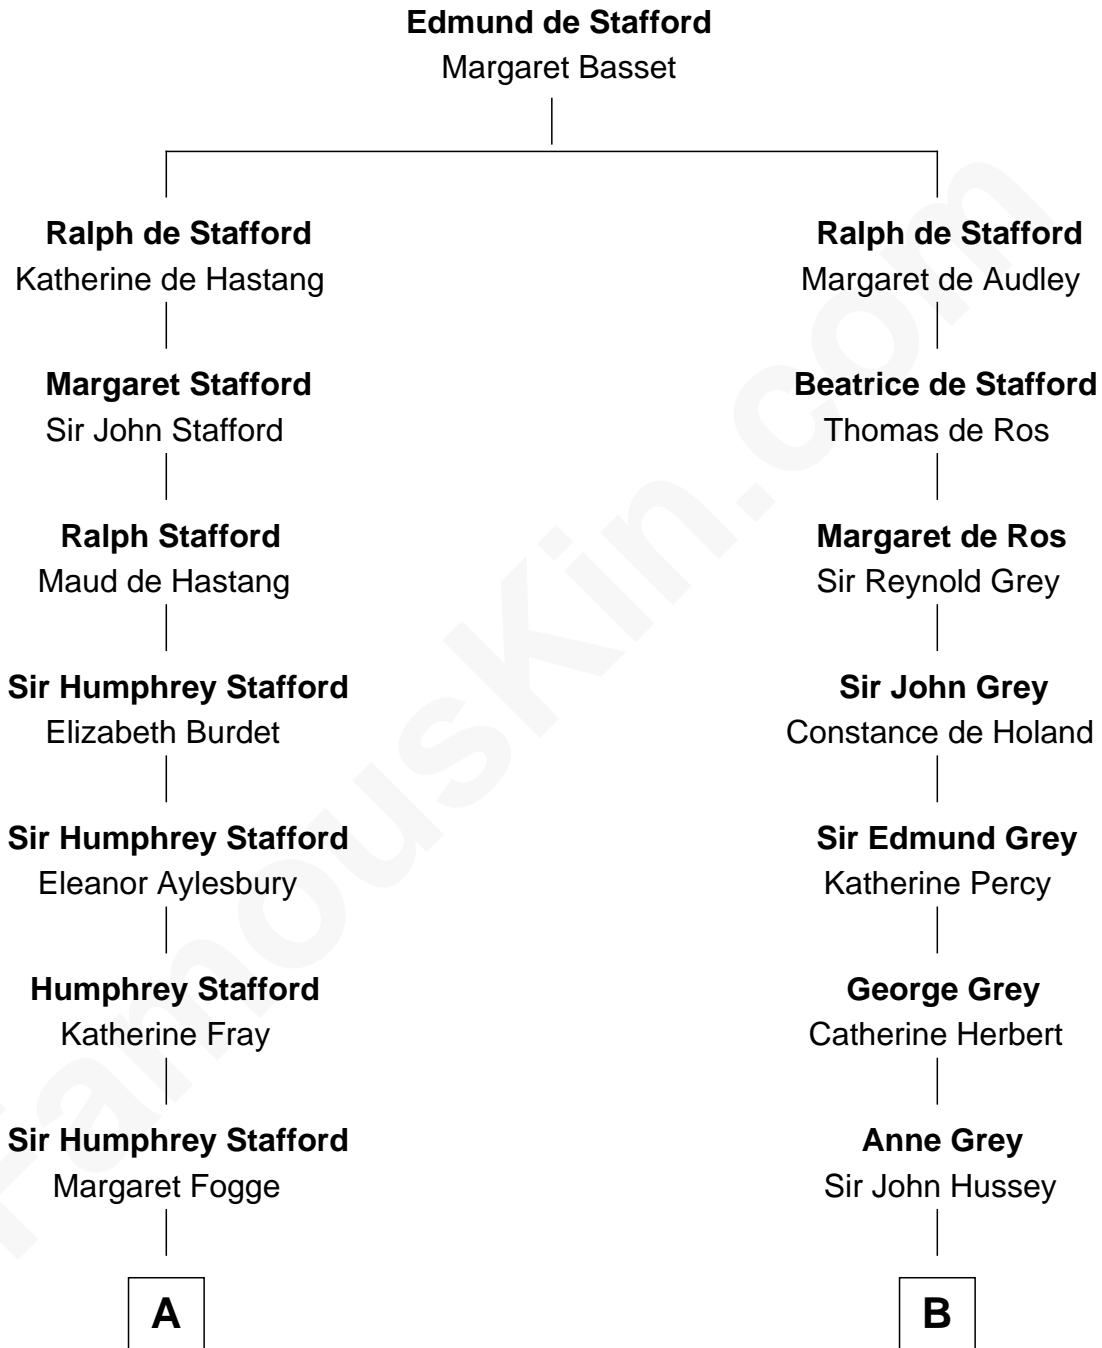 Edmund de Stafford
Margaret Basset
Ralph de Stafford
Katherine de Hastang
Ralph de Stafford
Margaret de Audley
Margaret Stafford
Sir John Stafford
Beatrice de Stafford
Thomas de Ros
Ralph Stafford
Maud de Hastang
Margaret de Ros
Sir Reynold Grey
Sir Humphrey Stafford
Elizabeth Burdet
Sir John Grey
Constance de Holand
Sir Humphrey Stafford
Eleanor Aylesbury
Sir Edmund Grey
Katherine Percy
Humphrey Stafford
Katherine Fray
George Grey
Catherine Herbert
Sir Humphrey Stafford
Margaret Fogge
Anne Grey
Sir John Hussey
A
B
FamousKin.com